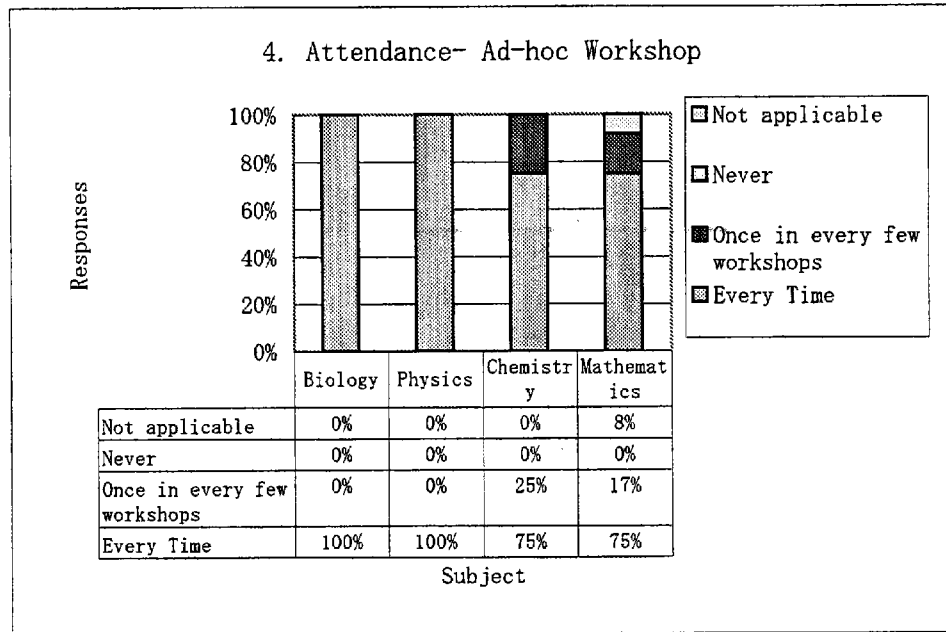 4. Attendance- Ad-hoc Workshop
Responses
100%
80%
60%
40%
20%
0%
Not applicable
Never
Once in every few
workshops
Every Time
Biology Physics Chemistr Mathemat
y ics
Not applicable 0% 0% 0% 8%
Never 0% 0% 0% 0%
Once in every few 0% 0% 25% 17%
workshops
Every Time 100% 100% 75% 75%
Subject